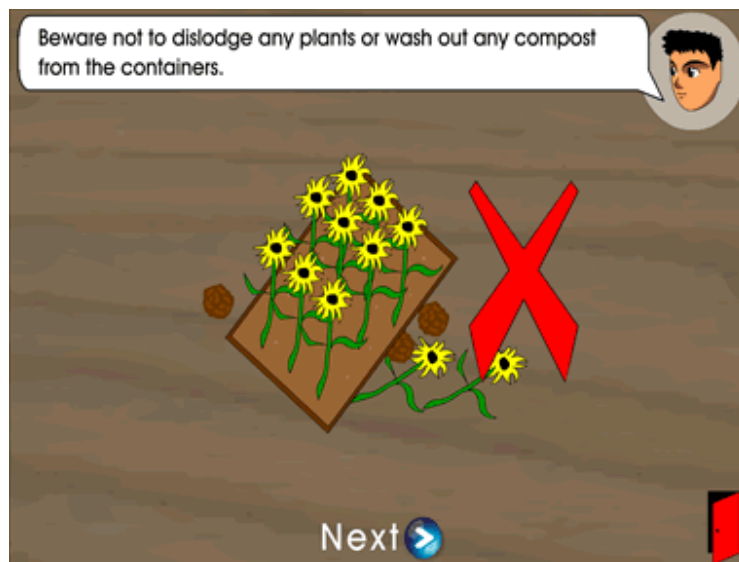 Beware not to dislodge any plants or wash out any compost
from the containers.
Next